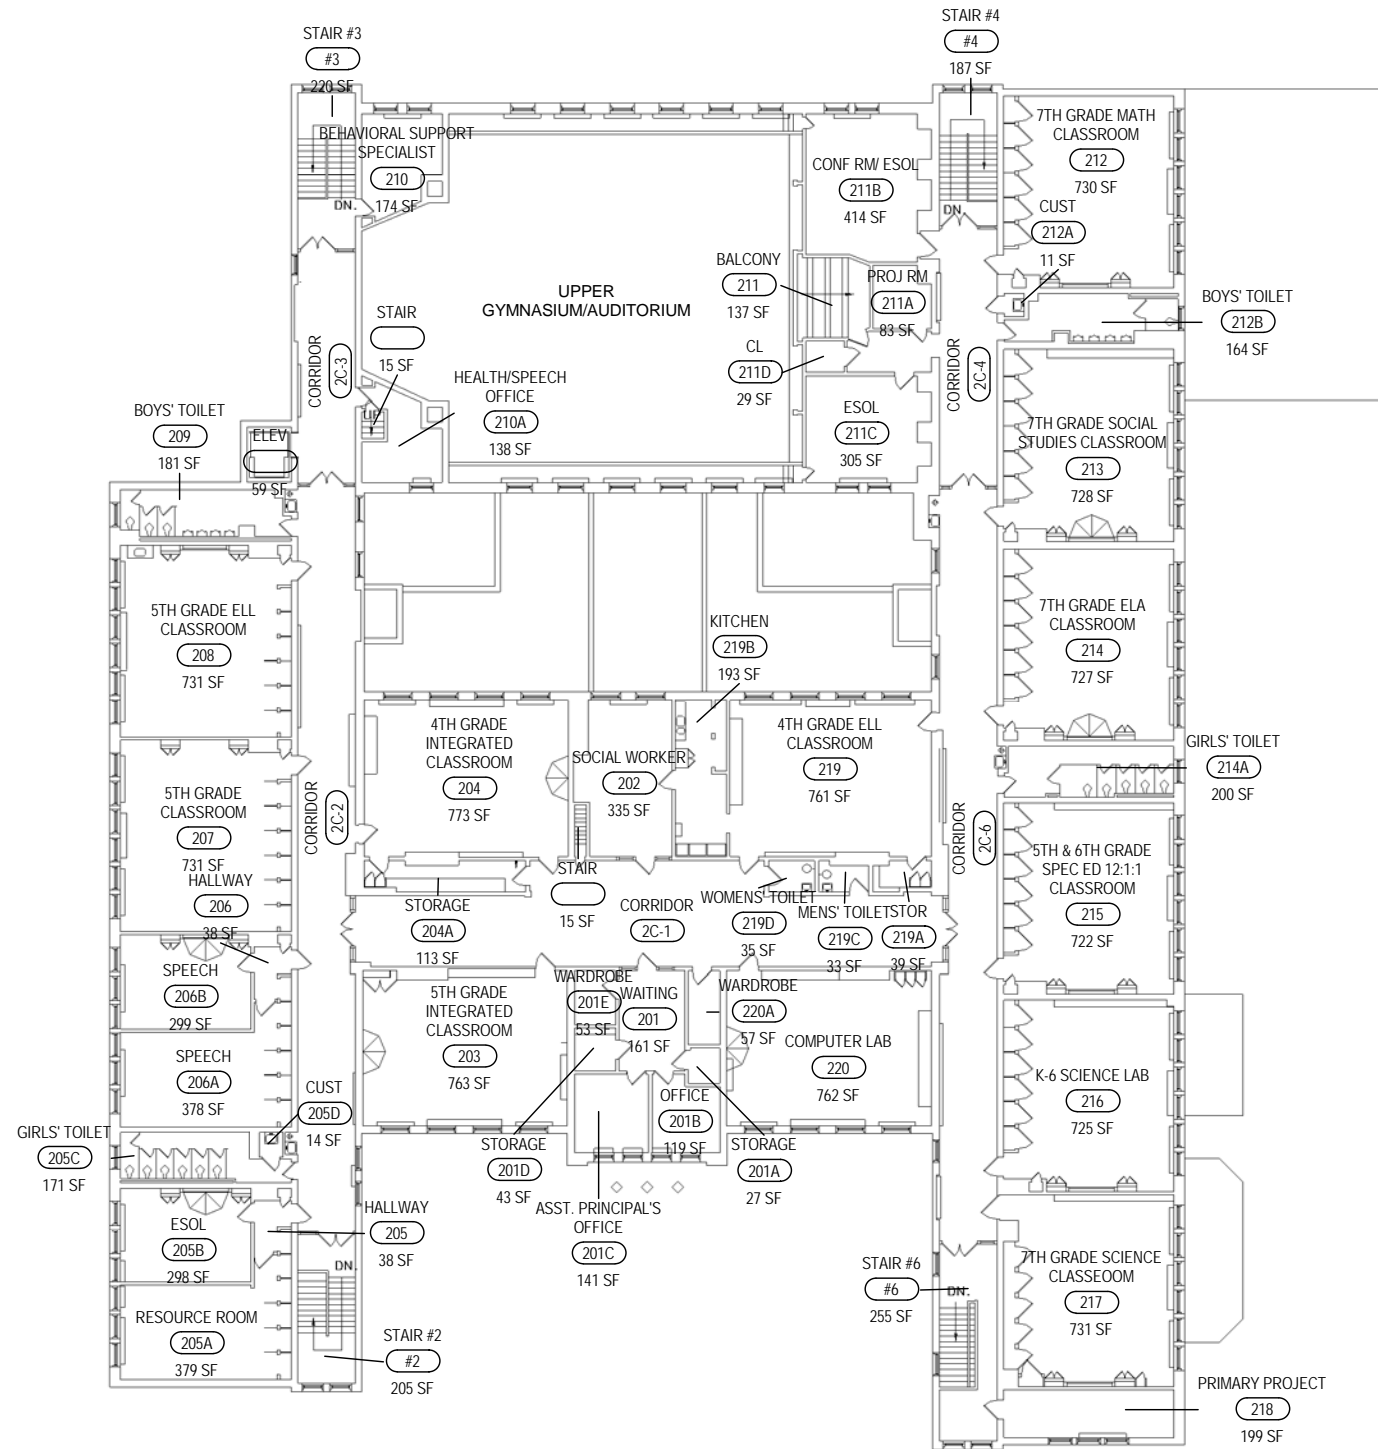 STAIR #3
#3
220 SF
STAIR #4
#4
187 SF
BEHAVIORAL SUPPORT
SPECIALIST
210
174 SF
DN.
CONF RM/ ESOL
211B
414 SF
DN.
7TH GRADE MATH
CLASSROOM
212
730 SF
CUST
212A
11 SF
BALCONY
211
137 SF
PROJ RM
211A
83 SF
UPPER
GYMNASIUM/AUDITORIUM
BOYS' TOILET
212B
164 SF
STAIR
15 SF
UP
CORRIDOR
2C-3
CL
211D
29 SF
CORRIDOR
2C-4
HEALTH/SPEECH
OFFICE
210A
138 SF
ESOL
211C
305 SF
BOYS' TOILET
209
181 SF
ELEV
59 SF
7TH GRADE SOCIAL
STUDIES CLASSROOM
213
728 SF
5TH GRADE ELL
CLASSROOM
208
731 SF
7TH GRADE ELA
CLASSROOM
214
727 SF
KITCHEN
219B
193 SF
4TH GRADE
INTEGRATED
CLASSROOM
204
773 SF
SOCIAL WORKER
202
335 SF
4TH GRADE ELL
CLASSROOM
219
761 SF
GIRLS' TOILET
214A
200 SF
5TH GRADE
CLASSROOM
207
731 SF
CORRIDOR
2C-2
CORRIDOR
2C-6
5TH & 6TH GRADE
SPEC ED 12:1:1
CLASSROOM
215
722 SF
HALLWAY
206
38 SF
STORAGE
204A
113 SF
STAIR
15 SF
CORRIDOR
2C-1
WOMENS' TOILET
219D
35 SF
MENS' TOILET
219C
33 SF
STOR
219A
39 SF
SPEECH
206B
299 SF
5TH GRADE
INTEGRATED
CLASSROOM
203
763 SF
WARDROBE
201E
53 SF
WAITING
201
161 SF
WARDROBE
220A
57 SF
COMPUTER LAB
220
762 SF
SPEECH
206A
378 SF
K-6 SCIENCE LAB
216
725 SF
CUST
205D
14 SF
OFFICE
201B
119 SF
GIRLS' TOILET
205C
171 SF
STORAGE
201D
43 SF
STORAGE
201A
27 SF
ASST. PRINCIPAL'S
OFFICE
201C
141 SF
HALLWAY
205
38 SF
ESOL
205B
298 SF
DN.
STAIR #6
#6
255 SF
DN.
7TH GRADE SCIENCE
CLASSEOOM
217
731 SF
RESOURCE ROOM
205A
379 SF
STAIR #2
#2
205 SF
PRIMARY PROJECT
218
199 SF